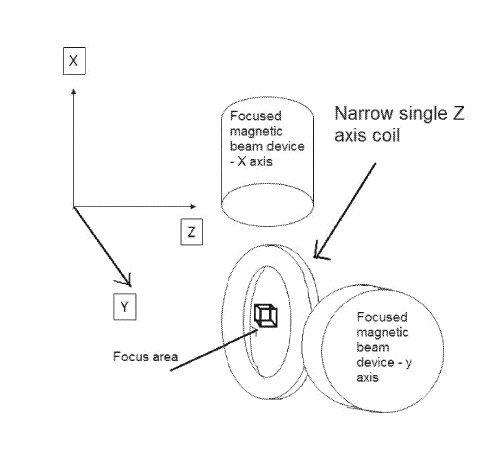 X
Focused
magnetic
beam device
- X axis
Narrow single Z
axis coil
Z
Y
Focus area
Focused
magnetic
beam
device - y
axis